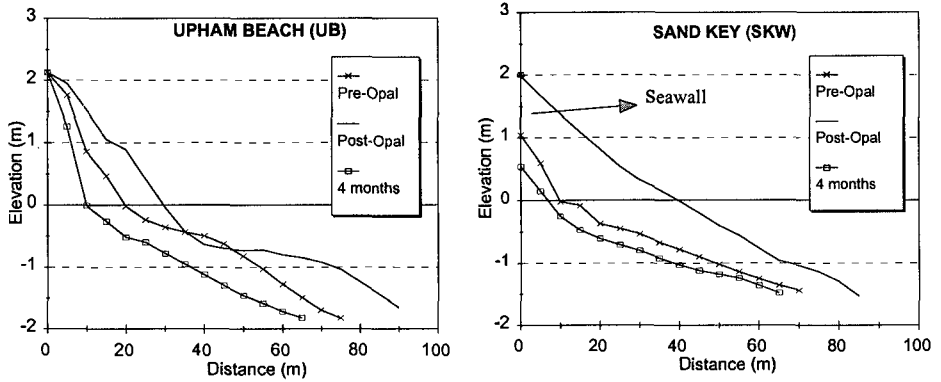 UPHAM BEACH (UB)
3
2
1
0
-1
-2
Elevation (m)
0
20
40
60
80
100
Distance (m)
Pre-Opal
Post-Opal
4 months
SAND KEY (SKW)
3
2
1
0
-1
-2
Elevation (m)
0
20
40
60
80
100
Distance (m)
Seawall
Pre-Opal
Post-Opal
4 months